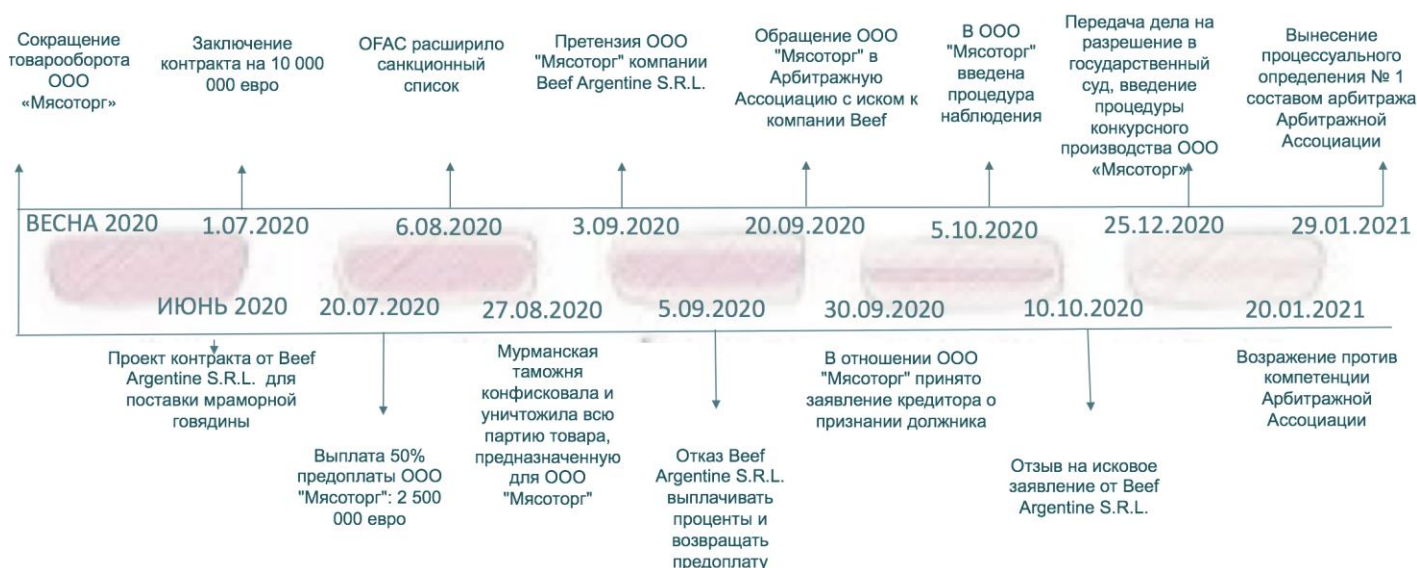 Сокращение
товарооборота
ООО
«Мясоторг»
Заключение
контракта на 10 000
000 евро
OFAC расширило
санкционный
список
Претензия ООО
"Мясоторг" компании
Beef Argentine S.R.L.
Обращение ООО
"Мясоторг" в
Арбитражную
Ассоциацию с иском к
компании Beef
В ООО
"Мясоторг"
введена
процедура
наблюдения
Передача дела на
разрешение в
государственный
суд, введение
процедуры
конкурсного
производства ООО
«Мясоторг»
Вынесение
процессуального
определения № 1
составом арбитража
Арбитражной
Ассоциации
ВЕСНА 2020
1.07.2020
6.08.2020
3.09.2020
20.09.2020
5.10.2020
25.12.2020
29.01.2021
ИЮНЬ 2020
20.07.2020
27.08.2020
5.09.2020
30.09.2020
10.10.2020
20.01.2021
Проект контракта от Beef
Argentine S.R.L. для
поставки мраморной
говядины
Выплата 50%
предоплаты ООО
"Мясоторг": 2 500
000 евро
Мурманская
таможня
конфисковала и
уничтожила всю
партию товара,
предназначенную
для ООО
"Мясоторг"
Отказ Beef
Argentine S.R.L.
выплачивать
проценты и
возвращать
предоплату
В отношении ООО
"Мясоторг" принято
заявление кредитора о
признании должника
Отзыв на исковое
заявление от Beef
Argentine S.R.L.
Возражение против
компетенции
Арбитражной
Ассоциации